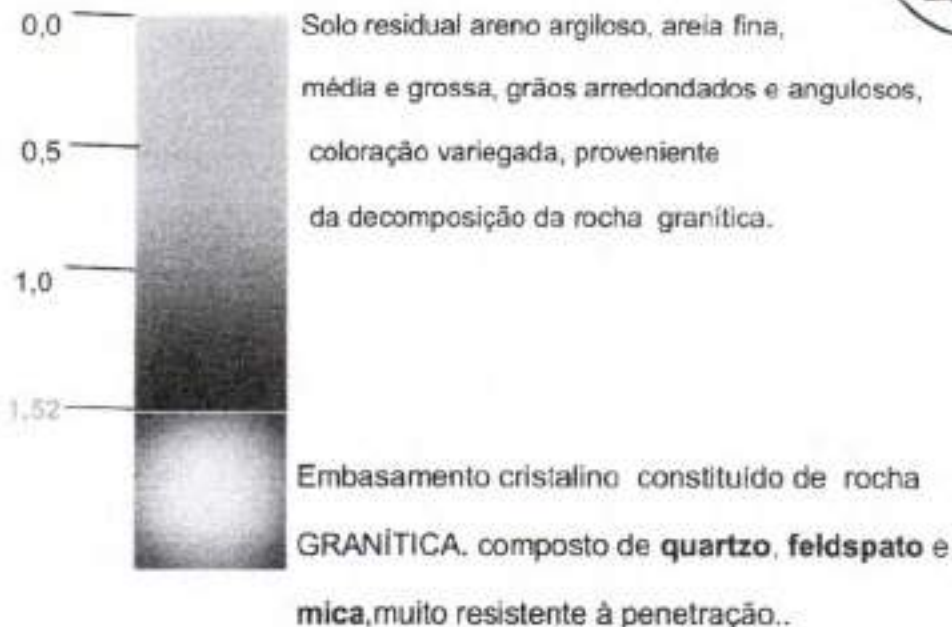 0,0
Solo residual areno argiloso, areia fina,
média e grossa, grãos arredondados e angulosos,
0,5
coloração variegada, proveniente
da decomposição da rocha granítica.
1,0
1,52
Embasamento cristalino constituído de rocha
GRANÍTICA. composto de quartzo, feldspato e
mica,muito resistente à penetração..